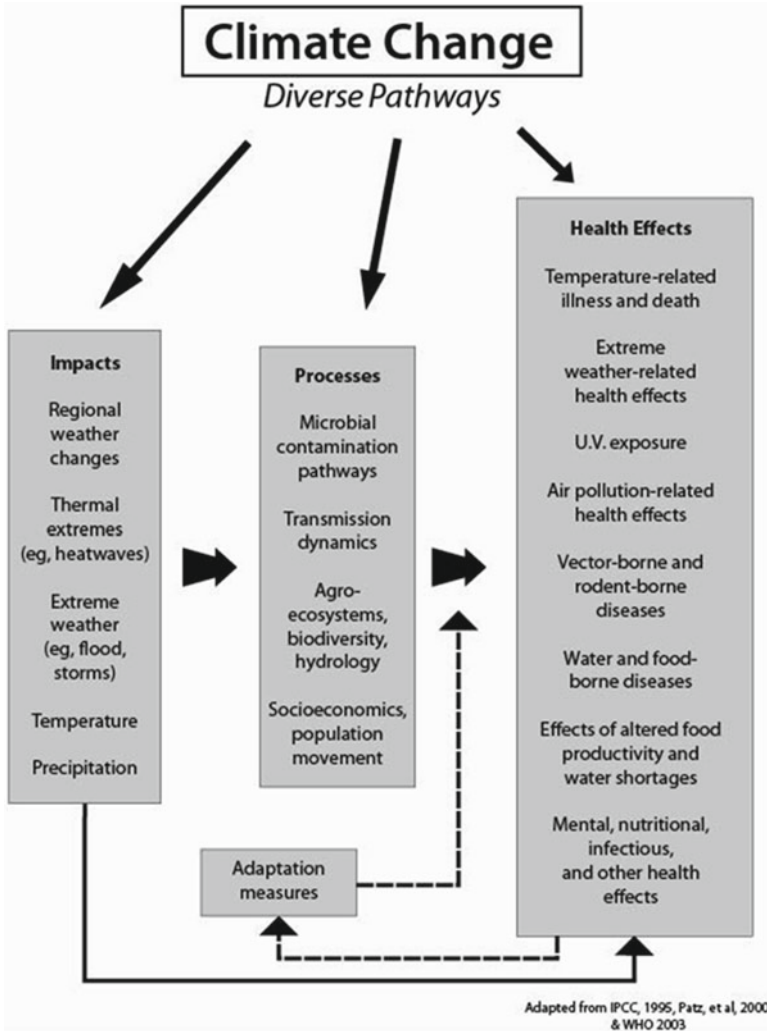 Climate Change
Diverse Pathways
Impacts
Regional
weather
changes
Thermal
extremes
(eg, heatwaves)
Extreme
weather
(eg, flood,
storms)
Temperature
Precipitation
Processes
Microbial
contamination
pathways
Transmission
dynamics
Agro-
ecosystems,
biodiversity,
hydrology
Socioeconomics,
population
movement
Health Effects
Temperature-related
illness and death
Extreme
weather-related
health effects
U.V. exposure
Air pollution-related
health effects
Vector-borne and
rodent-borne
diseases
Water and food-
borne diseases
Effects of altered food
productivity and
water shortages
Mental, nutritional,
infectious,
and other health
effects
Adaptation
measures
Adapted from IPCC, 1995, Patz, et al, 2000
& WHO 2003